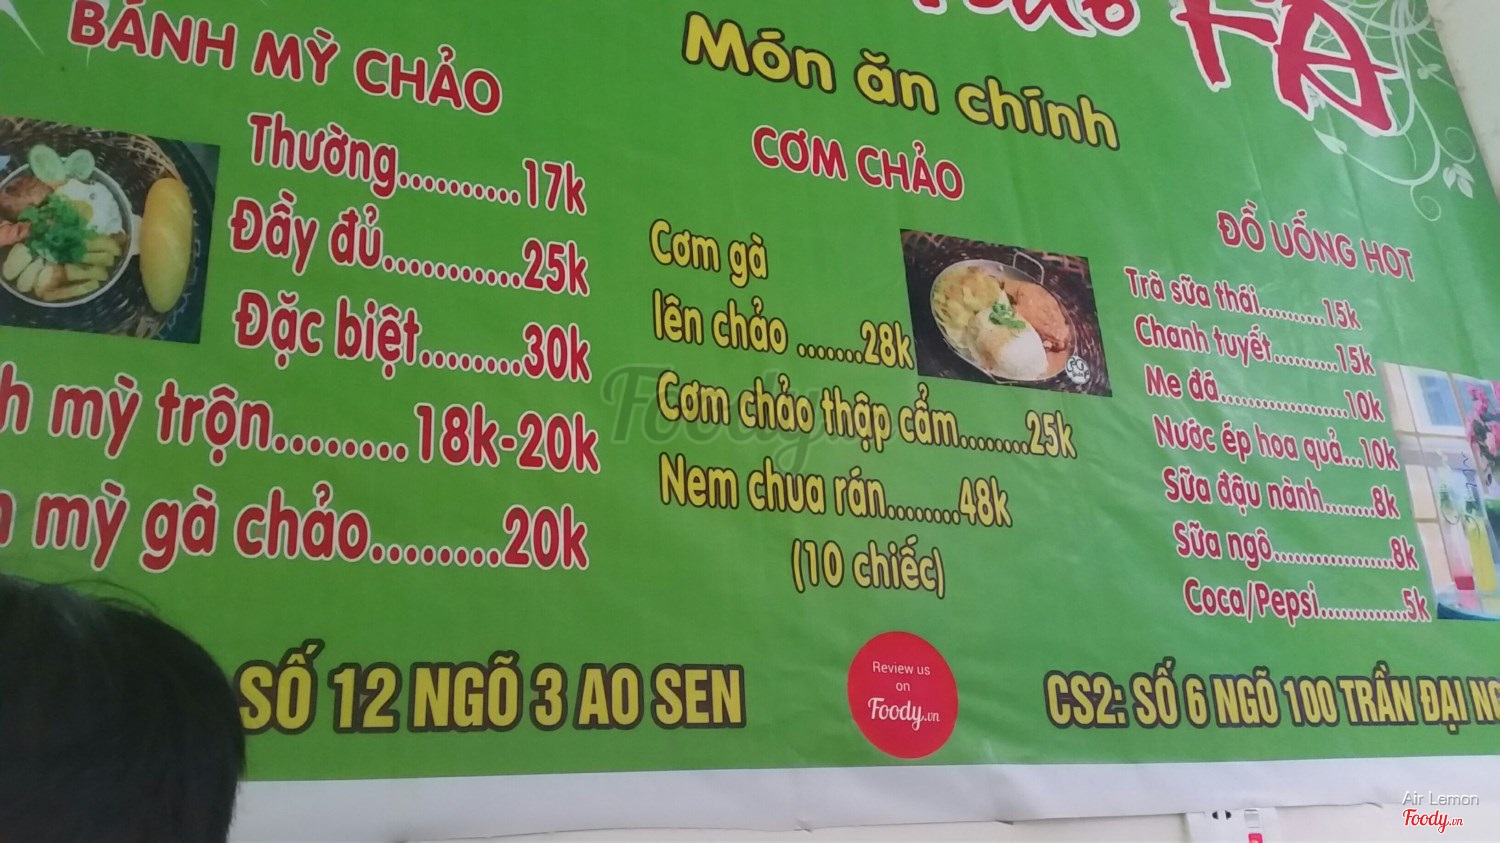 FA
Món ăn chính
BÁNH MỲ CHẢO
Thường..........17k
Đầy đủ............25k
Đặc biệt.........30k
mỳ trộn.........18k-20k
mỳ gà chảo.........20k
CƠM CHẢO
Cơm gà
lên chảo .......28k
Cơm chảo thập cẩm........25k
Nem chua rán.........48k
(10 chiếc)
ĐỒ UỐNG HOT
Trà sữa thái..........15k
Chanh tuyết..........15k
Me đá...................10k
Nước ép hoa quả...10k
Sữa đậu nành........8k
Sữa ngô...................8k
Coca/Pepsi.............5k
SỐ 12 NGÕ 3 AO SEN
Review us
on
Foody.vn
CS2: SỐ 6 NGÕ 100 TRẦN ĐẠI
Foody
Air Lemon
Foody.vn